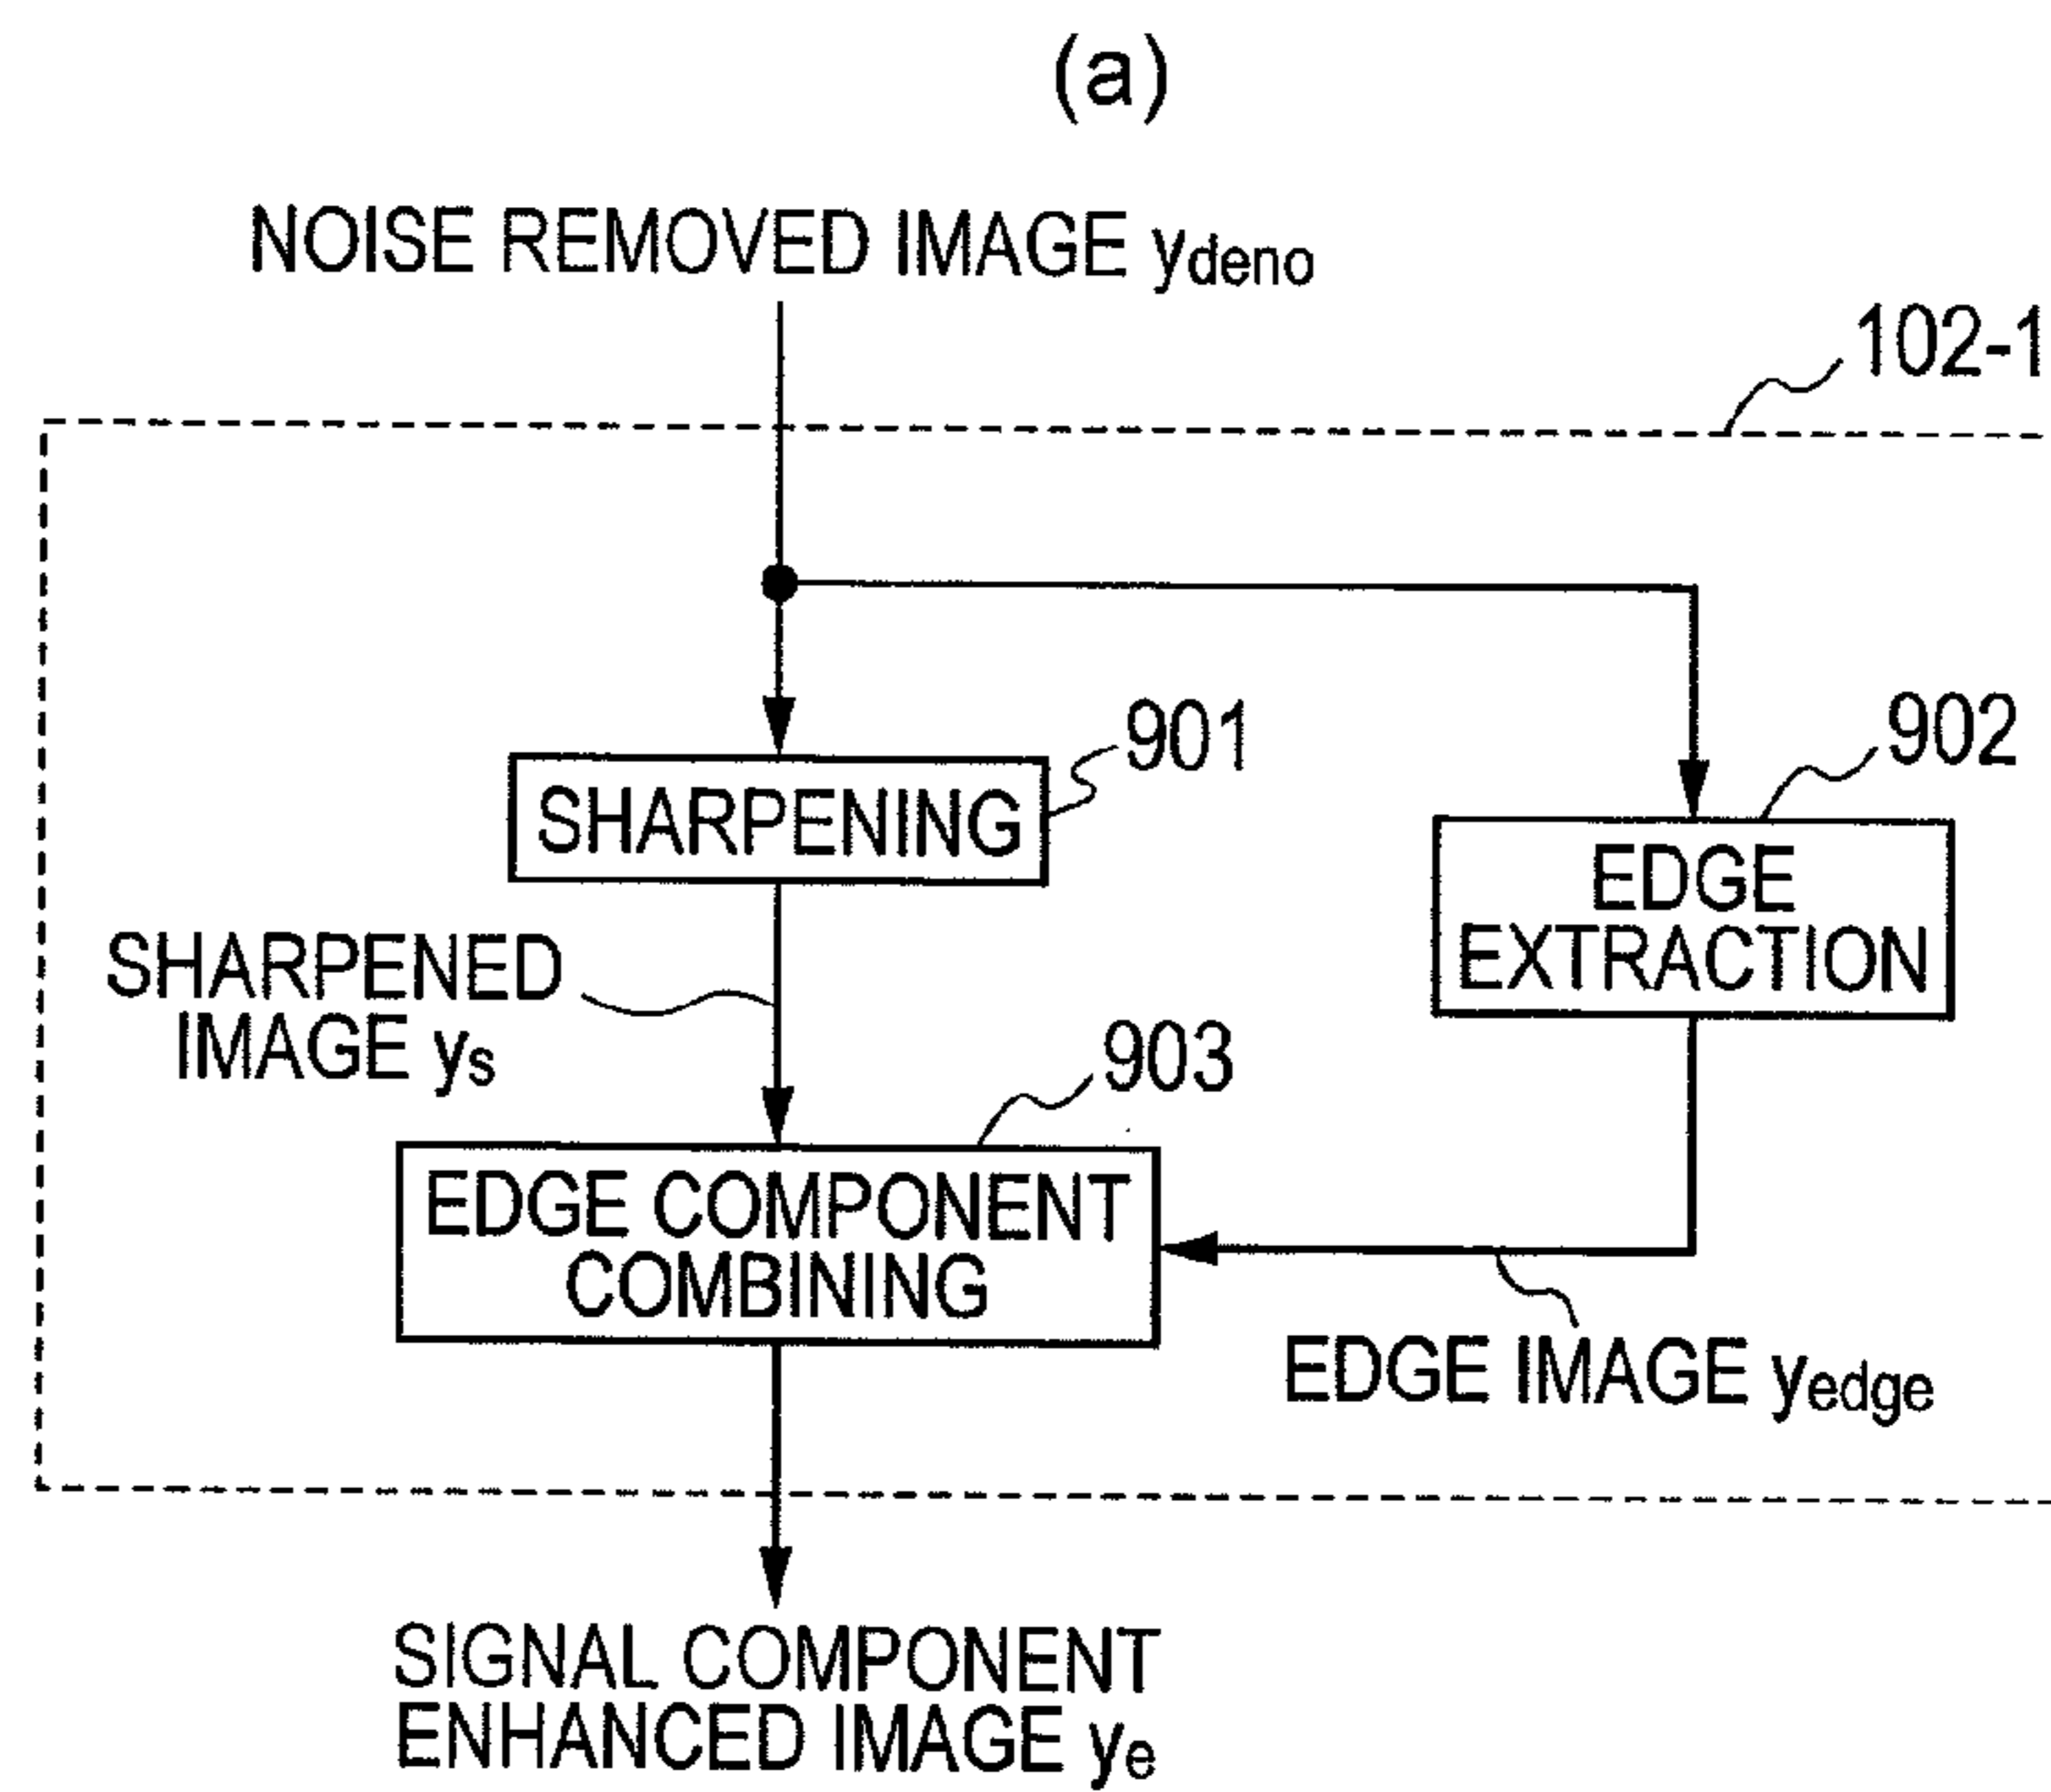 (a)
NOISE REMOVED IMAGE ydeno
102-1
901
902
SHARPENING
EDGE
EXTRACTION
SHARPENED
IMAGE ys
903
EDGE COMPONENT
COMBINING
EDGE IMAGE yedge
SIGNAL COMPONENT
ENHANCED IMAGE ye